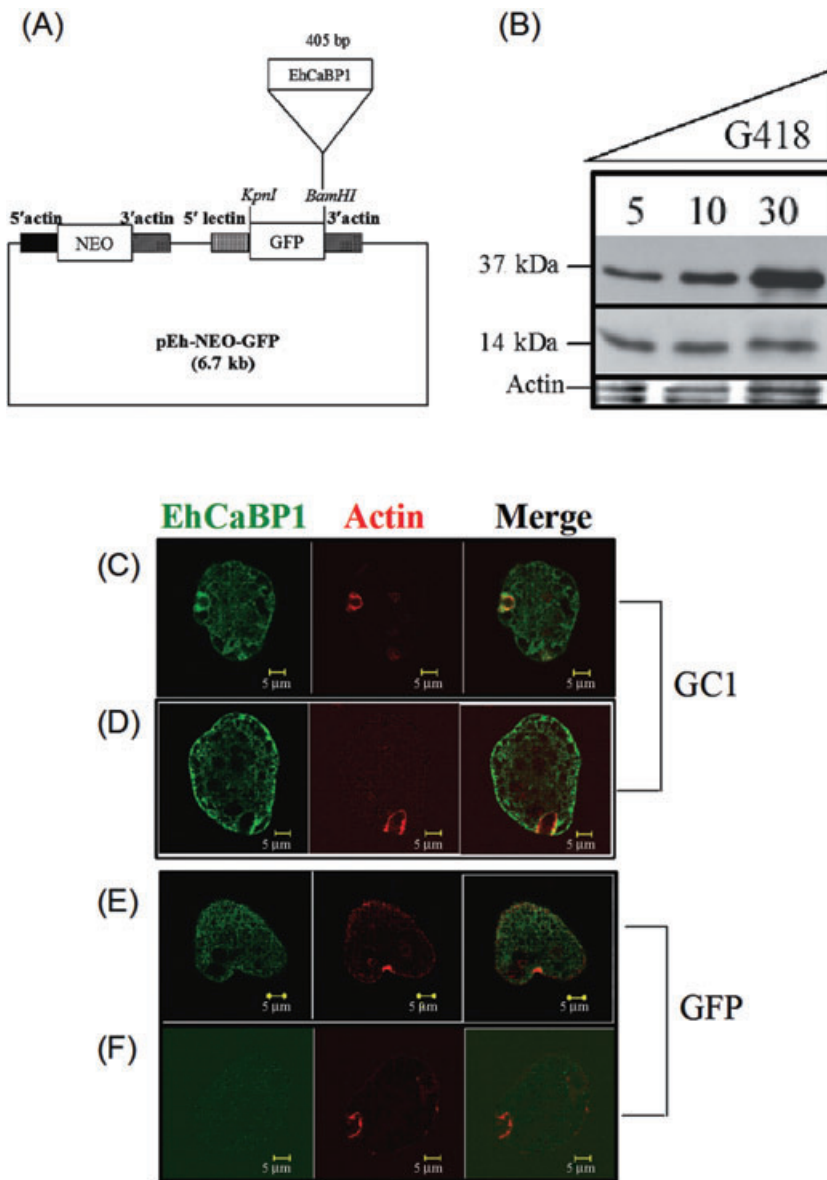 (A)
405 bp
EhCaBP1
KpnI BamHI
5'actin 3'actin 5' lectin 3'actin
NEO GFP
pEh-NEO-GFP
(6.7 kb)
(B)
G418
5 10 30
37 kDa
14 kDa
Actin
EhCaBP1 Actin Merge
(C)
5 µm 5 µm 5 µm
GC1
(D)
5 µm 5 µm 5 µm
(E)
5 µm 5 µm 5 µm
GFP
(F)
5 µm 5 µm 5 µm